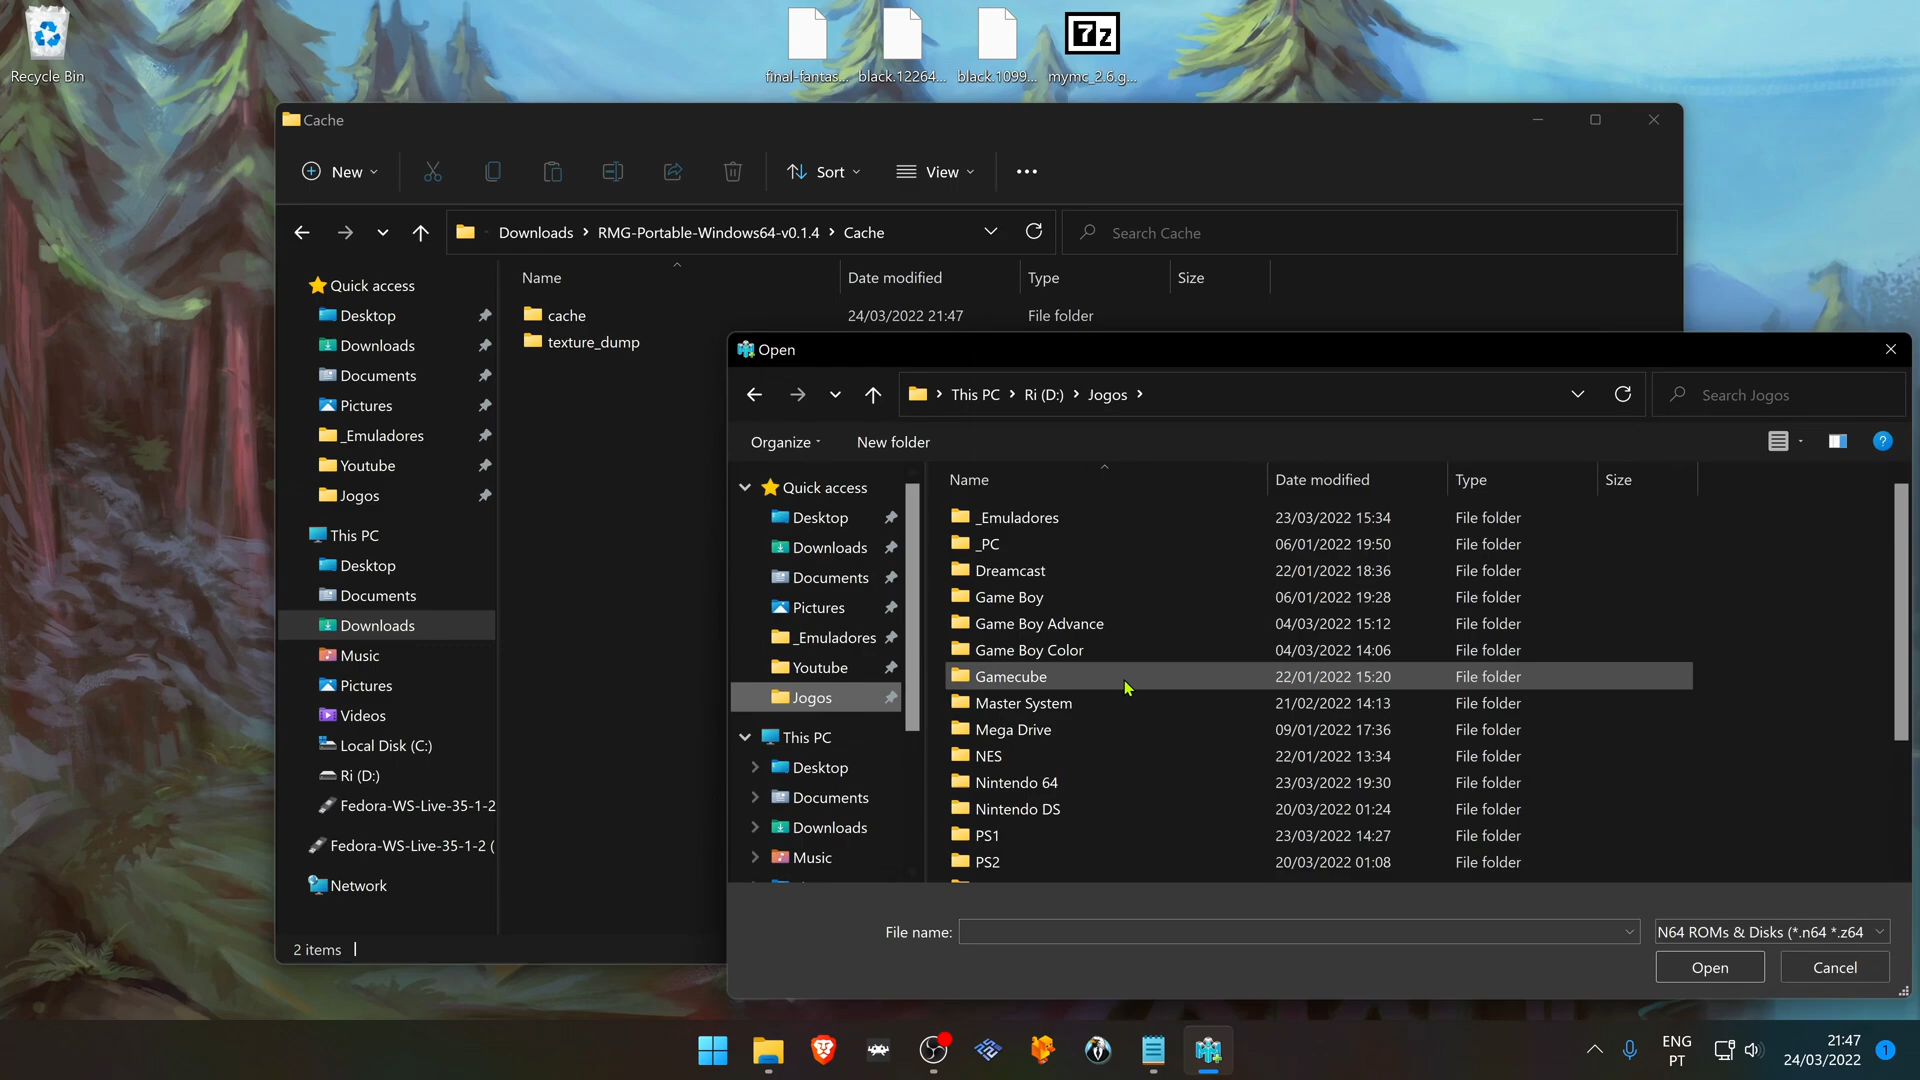 Recycle Bin
final-fantas...
black.12264...
black.1099...
mymc_2.6.g...
7z
Cache
New
Sort
View
Downloads > RMG-Portable-Windows64-v0.1.4 > Cache
Search Cache
Name
Date modified
Type
Size
Quick access
Desktop
Downloads
Documents
Pictures
_Emuladores
Youtube
Jogos
This PC
Desktop
Documents
Downloads
Music
Pictures
Videos
Local Disk (C:)
Ri (D:)
Fedora-WS-Live-35-1-2
Fedora-WS-Live-35-1-2 (
Network
cache 24/03/2022 21:47 File folder
texture_dump
2 items
Open
This PC > Ri (D:) > Jogos >
Search Jogos
Organize
New folder
?
Quick access
Desktop
Downloads
Documents
Pictures
_Emuladores
Youtube
Jogos
This PC
Desktop
Documents
Downloads
Music
Name Date modified Type Size
_Emuladores 23/03/2022 15:34 File folder
_PC 06/01/2022 19:50 File folder
Dreamcast 22/01/2022 18:36 File folder
Game Boy 06/01/2022 19:28 File folder
Game Boy Advance 04/03/2022 15:12 File folder
Game Boy Color 04/03/2022 14:06 File folder
Gamecube 22/01/2022 15:20 File folder
Master System 21/02/2022 14:13 File folder
Mega Drive 09/01/2022 17:36 File folder
NES 22/01/2022 13:34 File folder
Nintendo 64 23/03/2022 19:30 File folder
Nintendo DS 20/03/2022 01:24 File folder
PS1 23/03/2022 14:27 File folder
PS2 20/03/2022 01:08 File folder
File name:
N64 ROMs & Disks (*.n64 *.z64
Open
Cancel
ENG
PT
21:47
24/03/2022
1